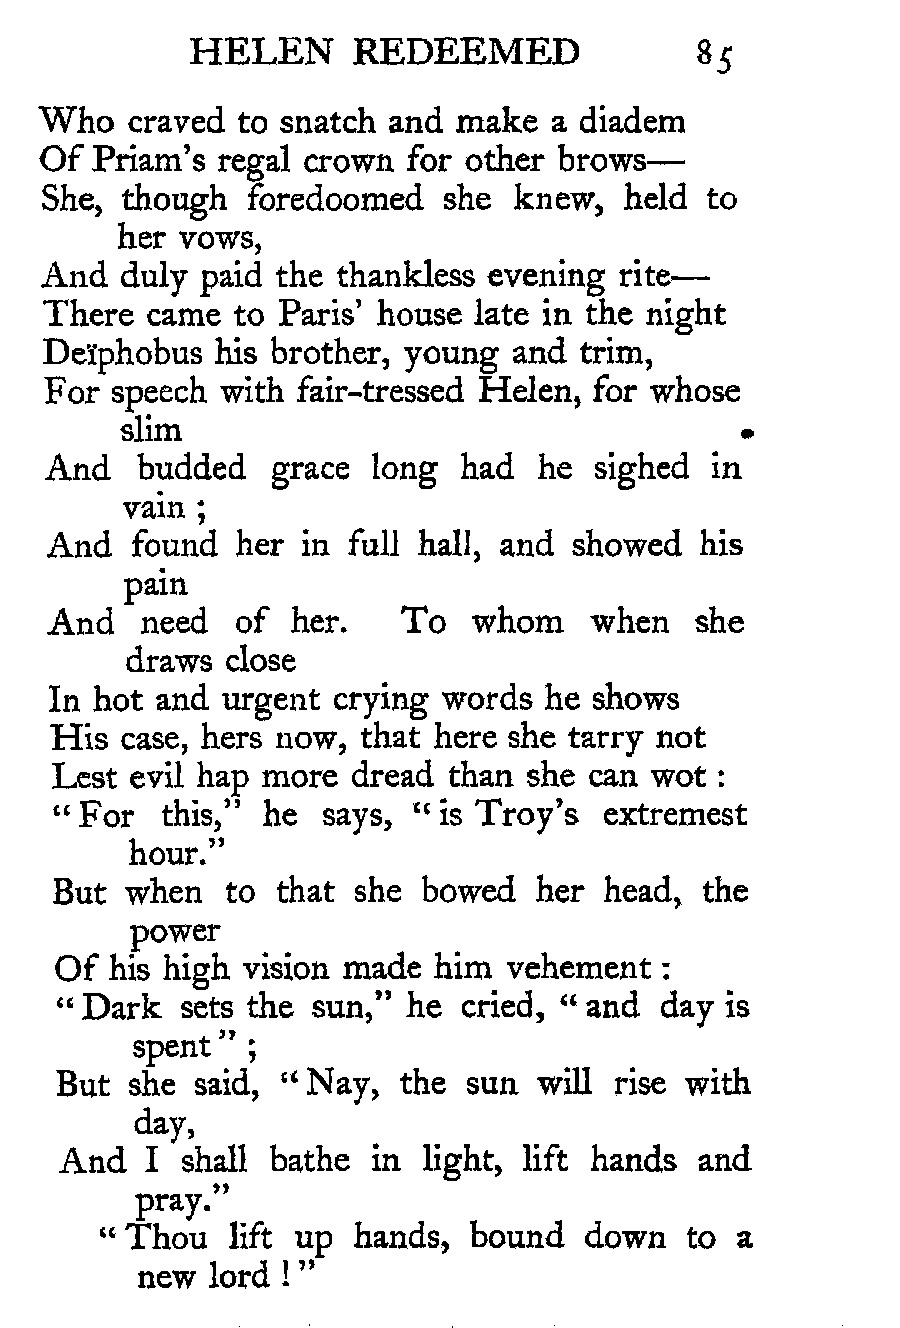 HELEN REDEEMED 85
Who craved to snatch and make a diadem
Of Priam's regal crown for other brows—
She, though foredoomed she knew, held to
her vows,
And duly paid the thankless evening rite—
There came to Paris' house late in the night
Deïphobus his brother, young and trim,
For speech with fair-tressed Helen, for whose
slim
And budded grace long had he sighed in
vain ;
And found her in full hall, and showed his
pain
And need of her. To whom when she
draws close
In hot and urgent crying words he shows
His case, hers now, that here she tarry not
Lest evil hap more dread than she can wot :
“ For this,” he says, “ is Troy's extremest
hour.”
But when to that she bowed her head, the
power
Of his high vision made him vehement :
“ Dark sets the sun,” he cried, “ and day is
spent ” ;
But she said, “ Nay, the sun will rise with
day,
And I shall bathe in light, lift hands and
pray.”
“ Thou lift up hands, bound down to a
new lord ! ”